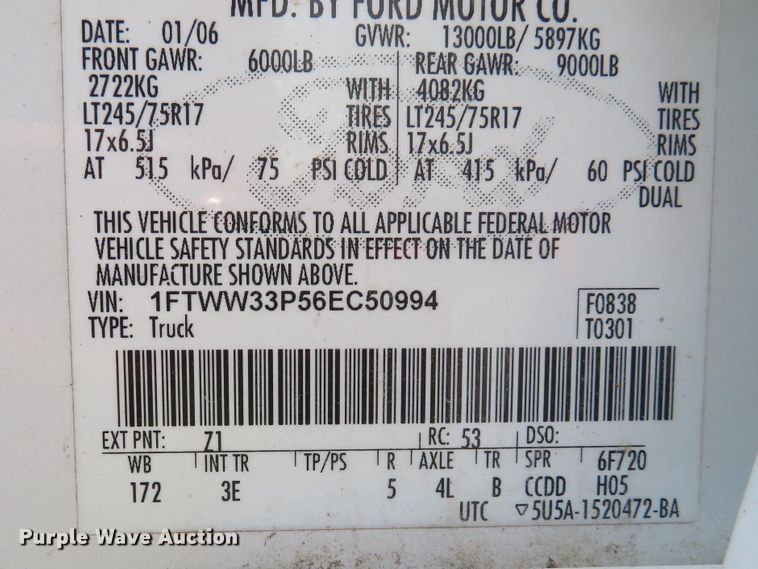 MFD. BY FORD MOTOR CO.
DATE: 01/06 GVWR: 13000LB/ 5897KG
FRONT GAWR: 6000LB REAR GAWR: 9000LB
2722KG WITH 4082KG WITH
LT245/75R17 TIRES LT245/75R17 TIRES
17x6.5J RIMS 17x6.5J RIMS
AT 515 kPa/ 75 PSI COLD AT 415 kPa/ 60 PSI COLD
DUAL
Ford
THIS VEHICLE CONFORMS TO ALL APPLICABLE FEDERAL MOTOR
VEHICLE SAFETY STANDARDS IN EFFECT ON THE DATE OF
MANUFACTURE SHOWN ABOVE.
VIN: 1FTWW33P56EC50994 F0838
TYPE: Truck T0301
EXT PNT: Z1 RC: 53 DSO:
WB INT TR TP/PS R AXLE TR SPR 6F720
172 3E 5 4L B CCDD H05
UTC ▽5U5A-1520472-BA
Purple Wave Auction